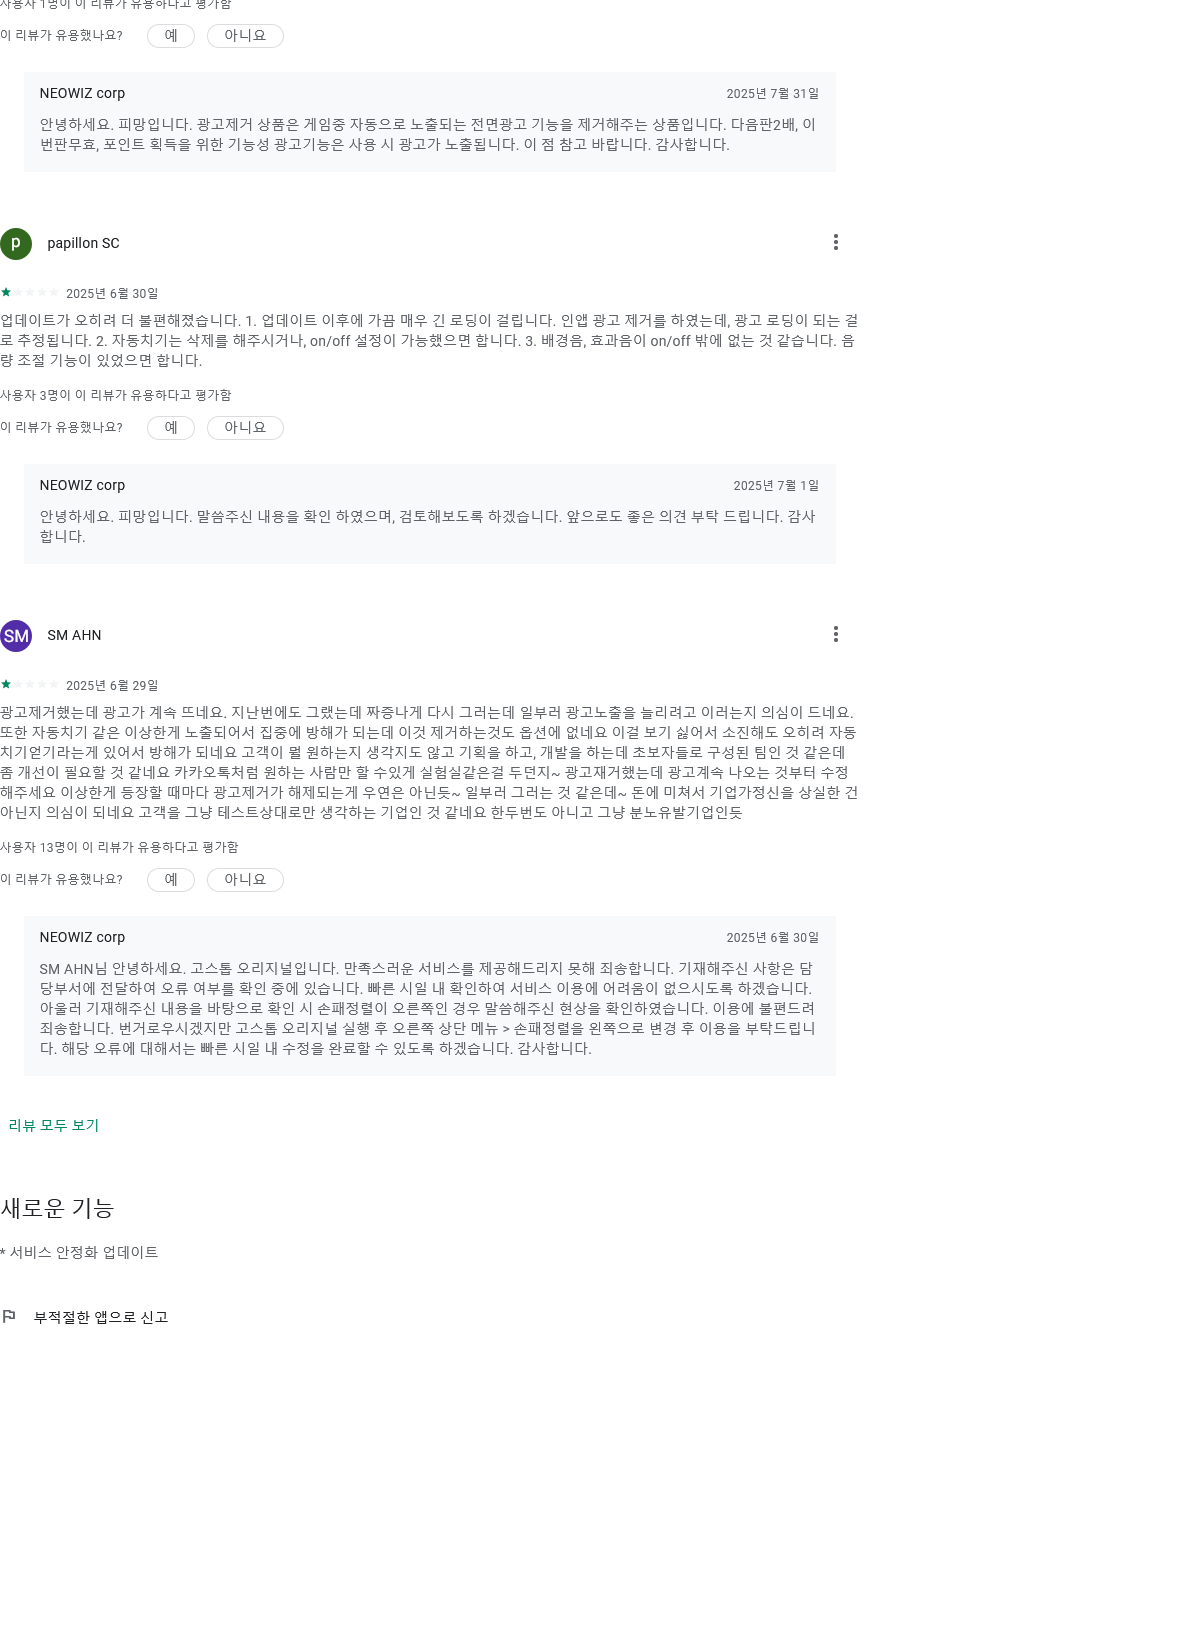 사용자 1명이 이 리뷰가 유용하다고 평가함
이 리뷰가 유용했나요?
예
아니요
NEOWIZ corp
2025년 7월 31일
안녕하세요. 피망입니다. 광고제거 상품은 게임중 자동으로 노출되는 전면광고 기능을 제거해주는 상품입니다. 다음판2배, 이
번판무효, 포인트 획득을 위한 기능성 광고기능은 사용 시 광고가 노출됩니다. 이 점 참고 바랍니다. 감사합니다.
p
papillon SC
2025년 6월 30일
업데이트가 오히려 더 불편해졌습니다. 1. 업데이트 이후에 가끔 매우 긴 로딩이 걸립니다. 인앱 광고 제거를 하였는데, 광고 로딩이 되는 걸
로 추정됩니다. 2. 자동치기는 삭제를 해주시거나, on/off 설정이 가능했으면 합니다. 3. 배경음, 효과음이 on/off 밖에 없는 것 같습니다. 음
량 조절 기능이 있었으면 합니다.
사용자 3명이 이 리뷰가 유용하다고 평가함
이 리뷰가 유용했나요?
예
아니요
NEOWIZ corp
2025년 7월 1일
안녕하세요. 피망입니다. 말씀주신 내용을 확인 하였으며, 검토해보도록 하겠습니다. 앞으로도 좋은 의견 부탁 드립니다. 감사
합니다.
SM
SM AHN
2025년 6월 29일
광고제거했는데 광고가 계속 뜨네요. 지난번에도 그랬는데 짜증나게 다시 그러는데 일부러 광고노출을 늘리려고 이러는지 의심이 드네요.
또한 자동치기 같은 이상한게 노출되어서 집중에 방해가 되는데 이것 제거하는것도 옵션에 없네요 이걸 보기 싫어서 소진해도 오히려 자동
치기얻기라는게 있어서 방해가 되네요 고객이 뭘 원하는지 생각지도 않고 기획을 하고, 개발을 하는데 초보자들로 구성된 팀인 것 같은데
좀 개선이 필요할 것 같네요 카카오톡처럼 원하는 사람만 할 수있게 실험실같은걸 두던지~ 광고재거했는데 광고계속 나오는 것부터 수정
해주세요 이상한게 등장할 때마다 광고제거가 해제되는게 우연은 아닌듯~ 일부러 그러는 것 같은데~ 돈에 미쳐서 기업가정신을 상실한 건
아닌지 의심이 되네요 고객을 그냥 테스트상대로만 생각하는 기업인 것 같네요 한두번도 아니고 그냥 분노유발기업인듯
사용자 13명이 이 리뷰가 유용하다고 평가함
이 리뷰가 유용했나요?
예
아니요
NEOWIZ corp
2025년 6월 30일
SM AHN님 안녕하세요. 고스톱 오리지널입니다. 만족스러운 서비스를 제공해드리지 못해 죄송합니다. 기재해주신 사항은 담
당부서에 전달하여 오류 여부를 확인 중에 있습니다. 빠른 시일 내 확인하여 서비스 이용에 어려움이 없으시도록 하겠습니다.
아울러 기재해주신 내용을 바탕으로 확인 시 손패정렬이 오른쪽인 경우 말씀해주신 현상을 확인하였습니다. 이용에 불편드려
죄송합니다. 번거로우시겠지만 고스톱 오리지널 실행 후 오른쪽 상단 메뉴 > 손패정렬을 왼쪽으로 변경 후 이용을 부탁드립니
다. 해당 오류에 대해서는 빠른 시일 내 수정을 완료할 수 있도록 하겠습니다. 감사합니다.
리뷰 모두 보기
새로운 기능
* 서비스 안정화 업데이트
부적절한 앱으로 신고